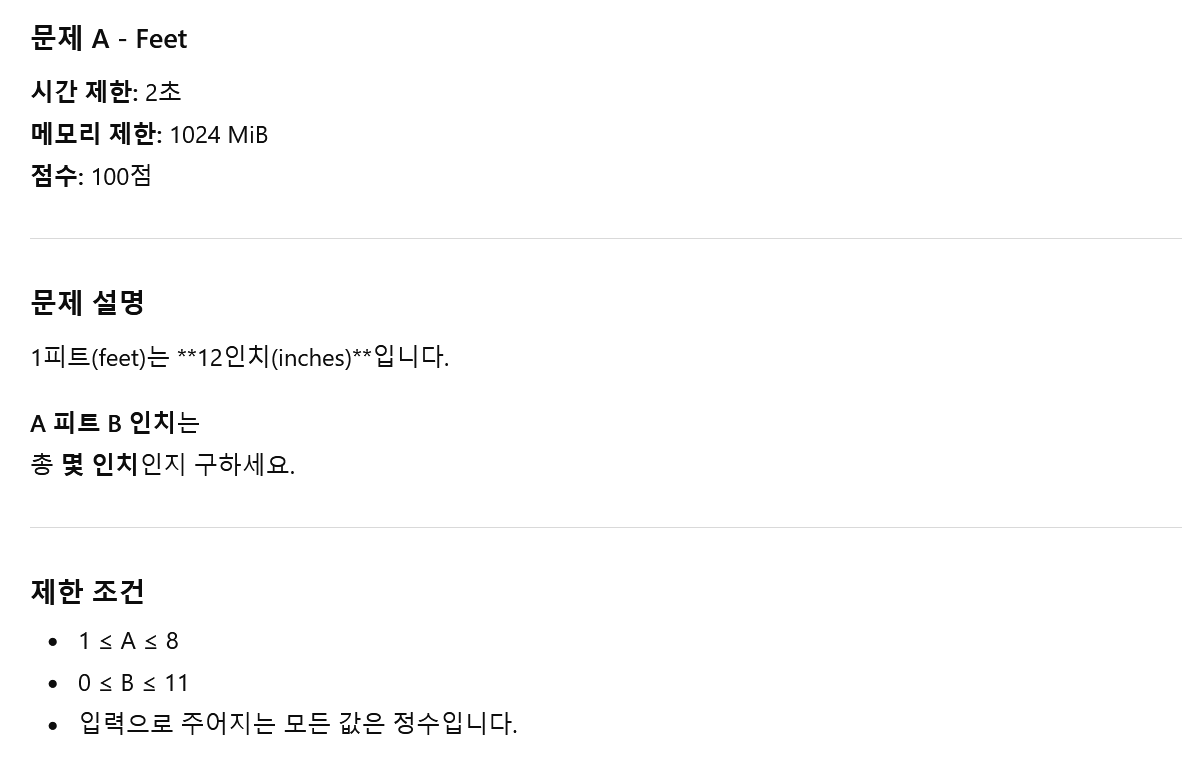 문제 A - Feet
시간 제한: 2초
메모리 제한: 1024 MiB
점수: 100점
문제 설명
1피트(feet)는 **12인치(inches)**입니다.
A 피트 B 인치는
총 몇 인치인지 구하세요.
제한 조건
• 1 ≤ A ≤ 8
• 0 ≤ B ≤ 11
• 입력으로 주어지는 모든 값은 정수입니다.